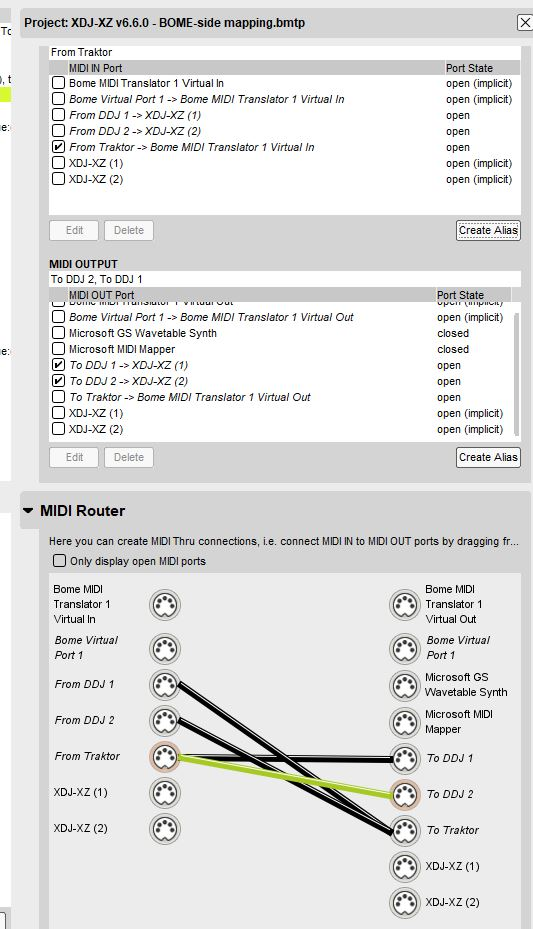 Project: XDJ-XZ v6.6.0 - BOME-side mapping.bmtp
From Traktor
MIDI IN Port Port State
Bome MIDI Translator 1 Virtual In open (implicit)
Bome Virtual Port 1 -> Bome MIDI Translator 1 Virtual In open (implicit)
From DDJ 1 -> XDJ-XZ (1) open
From DDJ 2 -> XDJ-XZ (2) open
From Traktor -> Bome MIDI Translator 1 Virtual In open
XDJ-XZ (1) open (implicit)
XDJ-XZ (2) open (implicit)
Edit Delete Create Alias
MIDI OUTPUT
To DDJ 2, To DDJ 1
MIDI OUT Port Port State
Bome MIDI Translator 1 Virtual Out open (implicit)
Bome Virtual Port 1 -> Bome MIDI Translator 1 Virtual Out open (implicit)
Microsoft GS Wavetable Synth closed
Microsoft MIDI Mapper closed
To DDJ 1 -> XDJ-XZ (1) open
To DDJ 2 -> XDJ-XZ (2) open
To Traktor -> Bome MIDI Translator 1 Virtual Out open
XDJ-XZ (1) open (implicit)
XDJ-XZ (2) open (implicit)
Edit Delete Create Alias
MIDI Router
Here you can create MIDI Thru connections, i.e. connect MIDI IN to MIDI OUT ports by dragging fr...
Only display open MIDI ports
Bome MIDI
Translator 1
Virtual In
Bome Virtual
Port 1
From DDJ 1
From DDJ 2
From Traktor
XDJ-XZ (1)
XDJ-XZ (2)
Bome MIDI
Translator 1
Virtual Out
Bome Virtual
Port 1
Microsoft GS
Wavetable Synth
Microsoft MIDI
Mapper
To DDJ 1
To DDJ 2
To Traktor
XDJ-XZ (1)
XDJ-XZ (2)